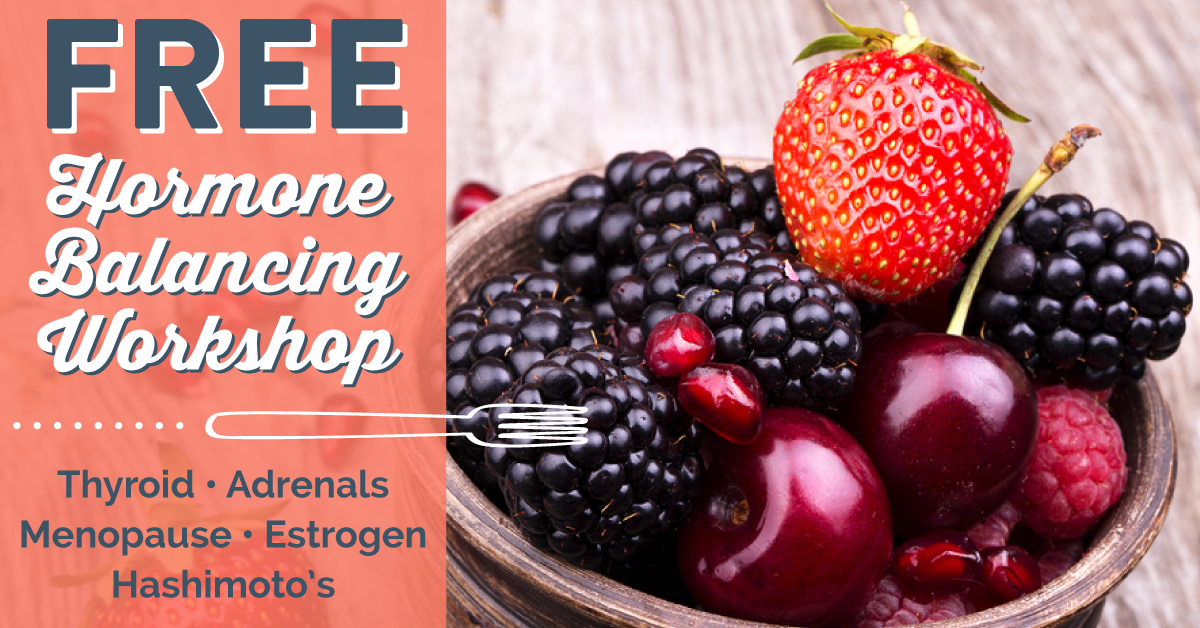 FREE
Hormone
Balancing
Workshop
Thyroid • Adrenals
Menopause • Estrogen
Hashimoto's